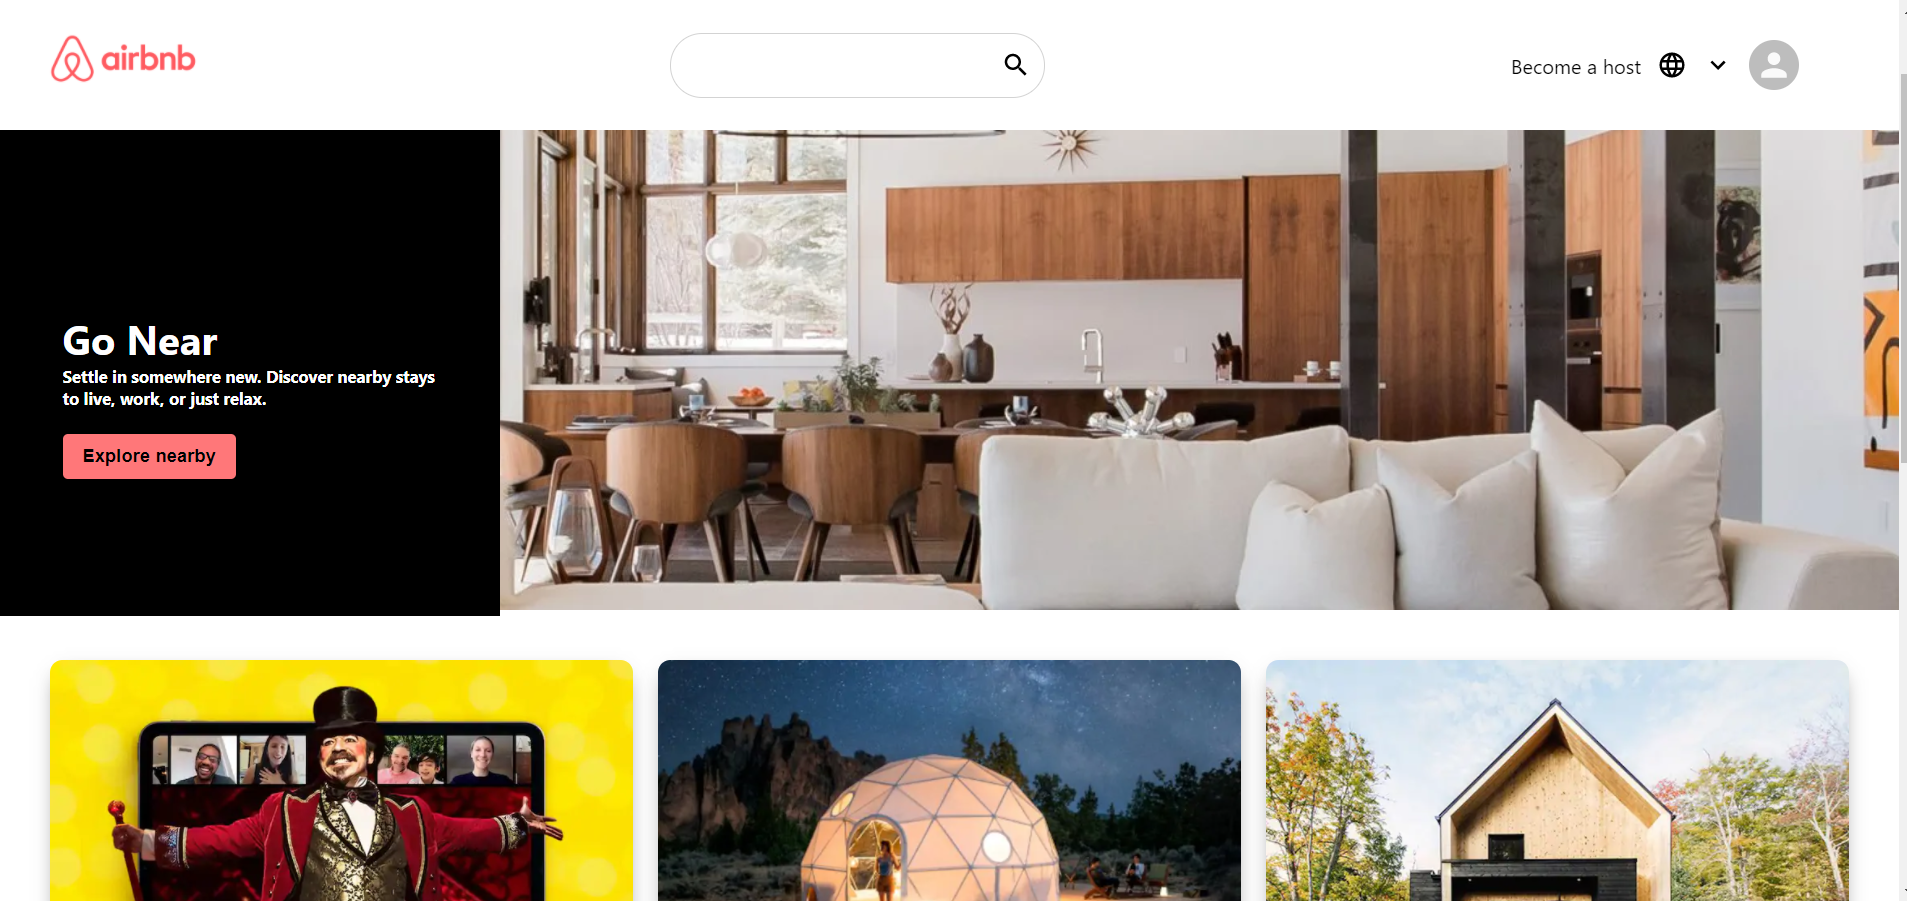 airbnb
Become a host
Go Near
Settle in somewhere new. Discover nearby stays
to live, work, or just relax.
Explore nearby